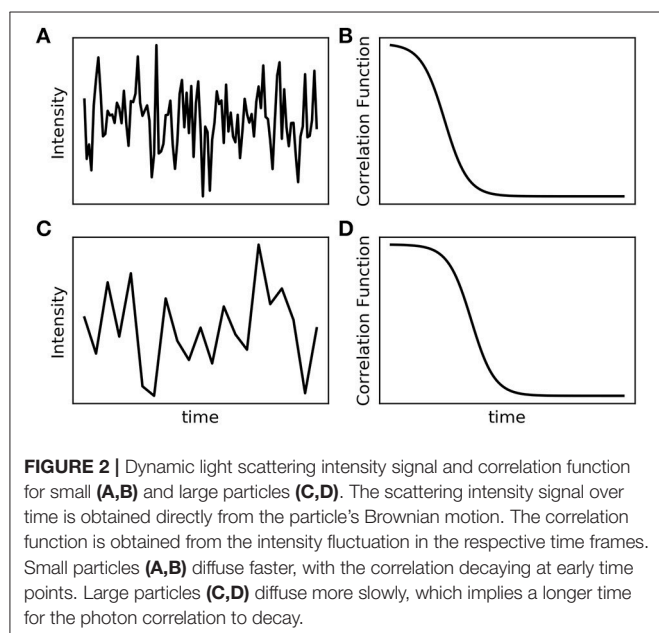 A
Intensity
B
Correlation Function
C
Intensity
D
Correlation Function
time
time
FIGURE 2 | Dynamic light scattering intensity signal and correlation function
for small (A,B) and large particles (C,D). The scattering intensity signal over
time is obtained directly from the particle's Brownian motion. The correlation
function is obtained from the intensity fluctuation in the respective time frames.
Small particles (A,B) diffuse faster, with the correlation decaying at early time
points. Large particles (C,D) diffuse more slowly, which implies a longer time
for the photon correlation to decay.